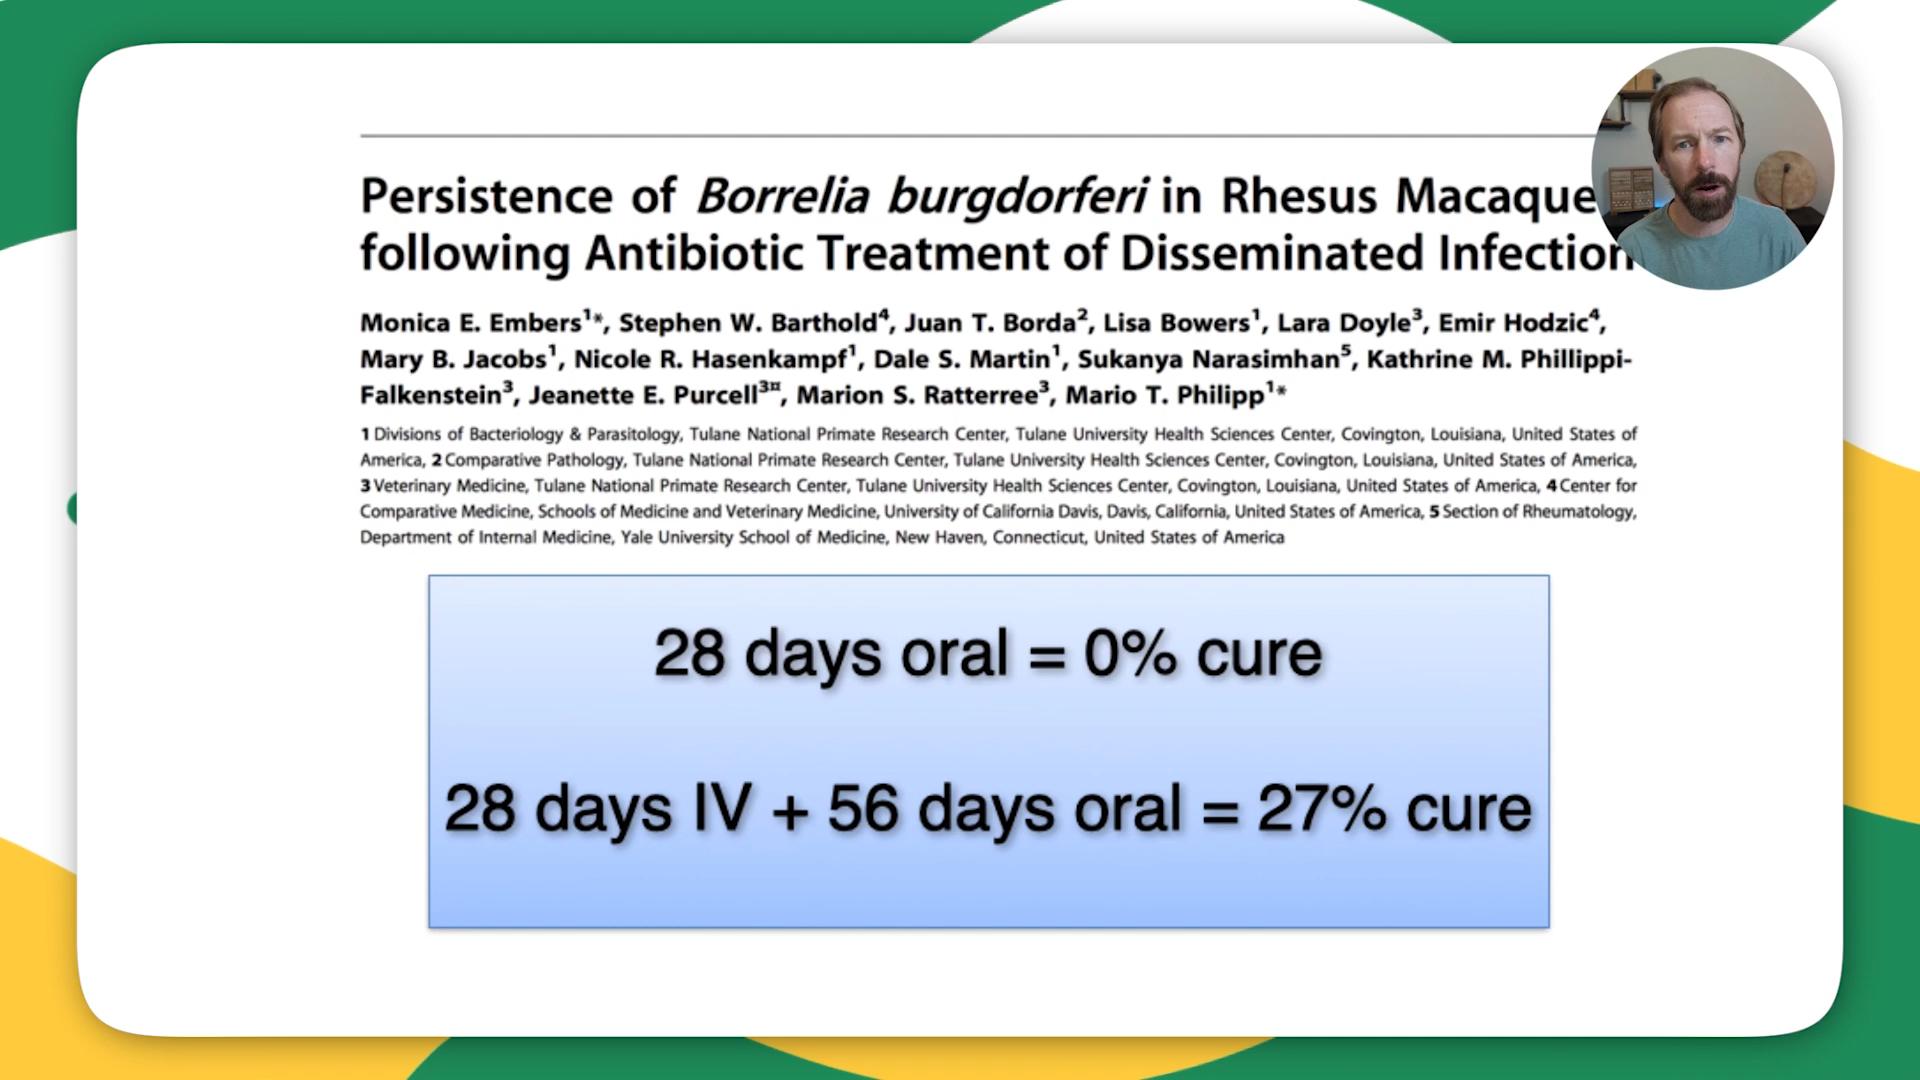 Persistence of Borrelia burgdorferi in Rhesus Macaque
following Antibiotic Treatment of Disseminated Infection
Monica E. Embers1*, Stephen W. Barthold4, Juan T. Borda2, Lisa Bowers1, Lara Doyle3, Emir Hodzic4,
Mary B. Jacobs1, Nicole R. Hasenkampf1, Dale S. Martin1, Sukanya Narasimhan5, Kathrine M. Phillippi-
Falkenstein3, Jeanette E. Purcell3¤, Marion S. Ratterree3, Mario T. Philipp1*
1 Divisions of Bacteriology & Parasitology, Tulane National Primate Research Center, Tulane University Health Sciences Center, Covington, Louisiana, United States of
America, 2 Comparative Pathology, Tulane National Primate Research Center, Tulane University Health Sciences Center, Covington, Louisiana, United States of America,
3 Veterinary Medicine, Tulane National Primate Research Center, Tulane University Health Sciences Center, Covington, Louisiana, United States of America, 4 Center for
Comparative Medicine, Schools of Medicine and Veterinary Medicine, University of California Davis, Davis, California, United States of America, 5 Section of Rheumatology,
Department of Internal Medicine, Yale University School of Medicine, New Haven, Connecticut, United States of America
28 days oral = 0% cure
28 days IV + 56 days oral = 27% cure